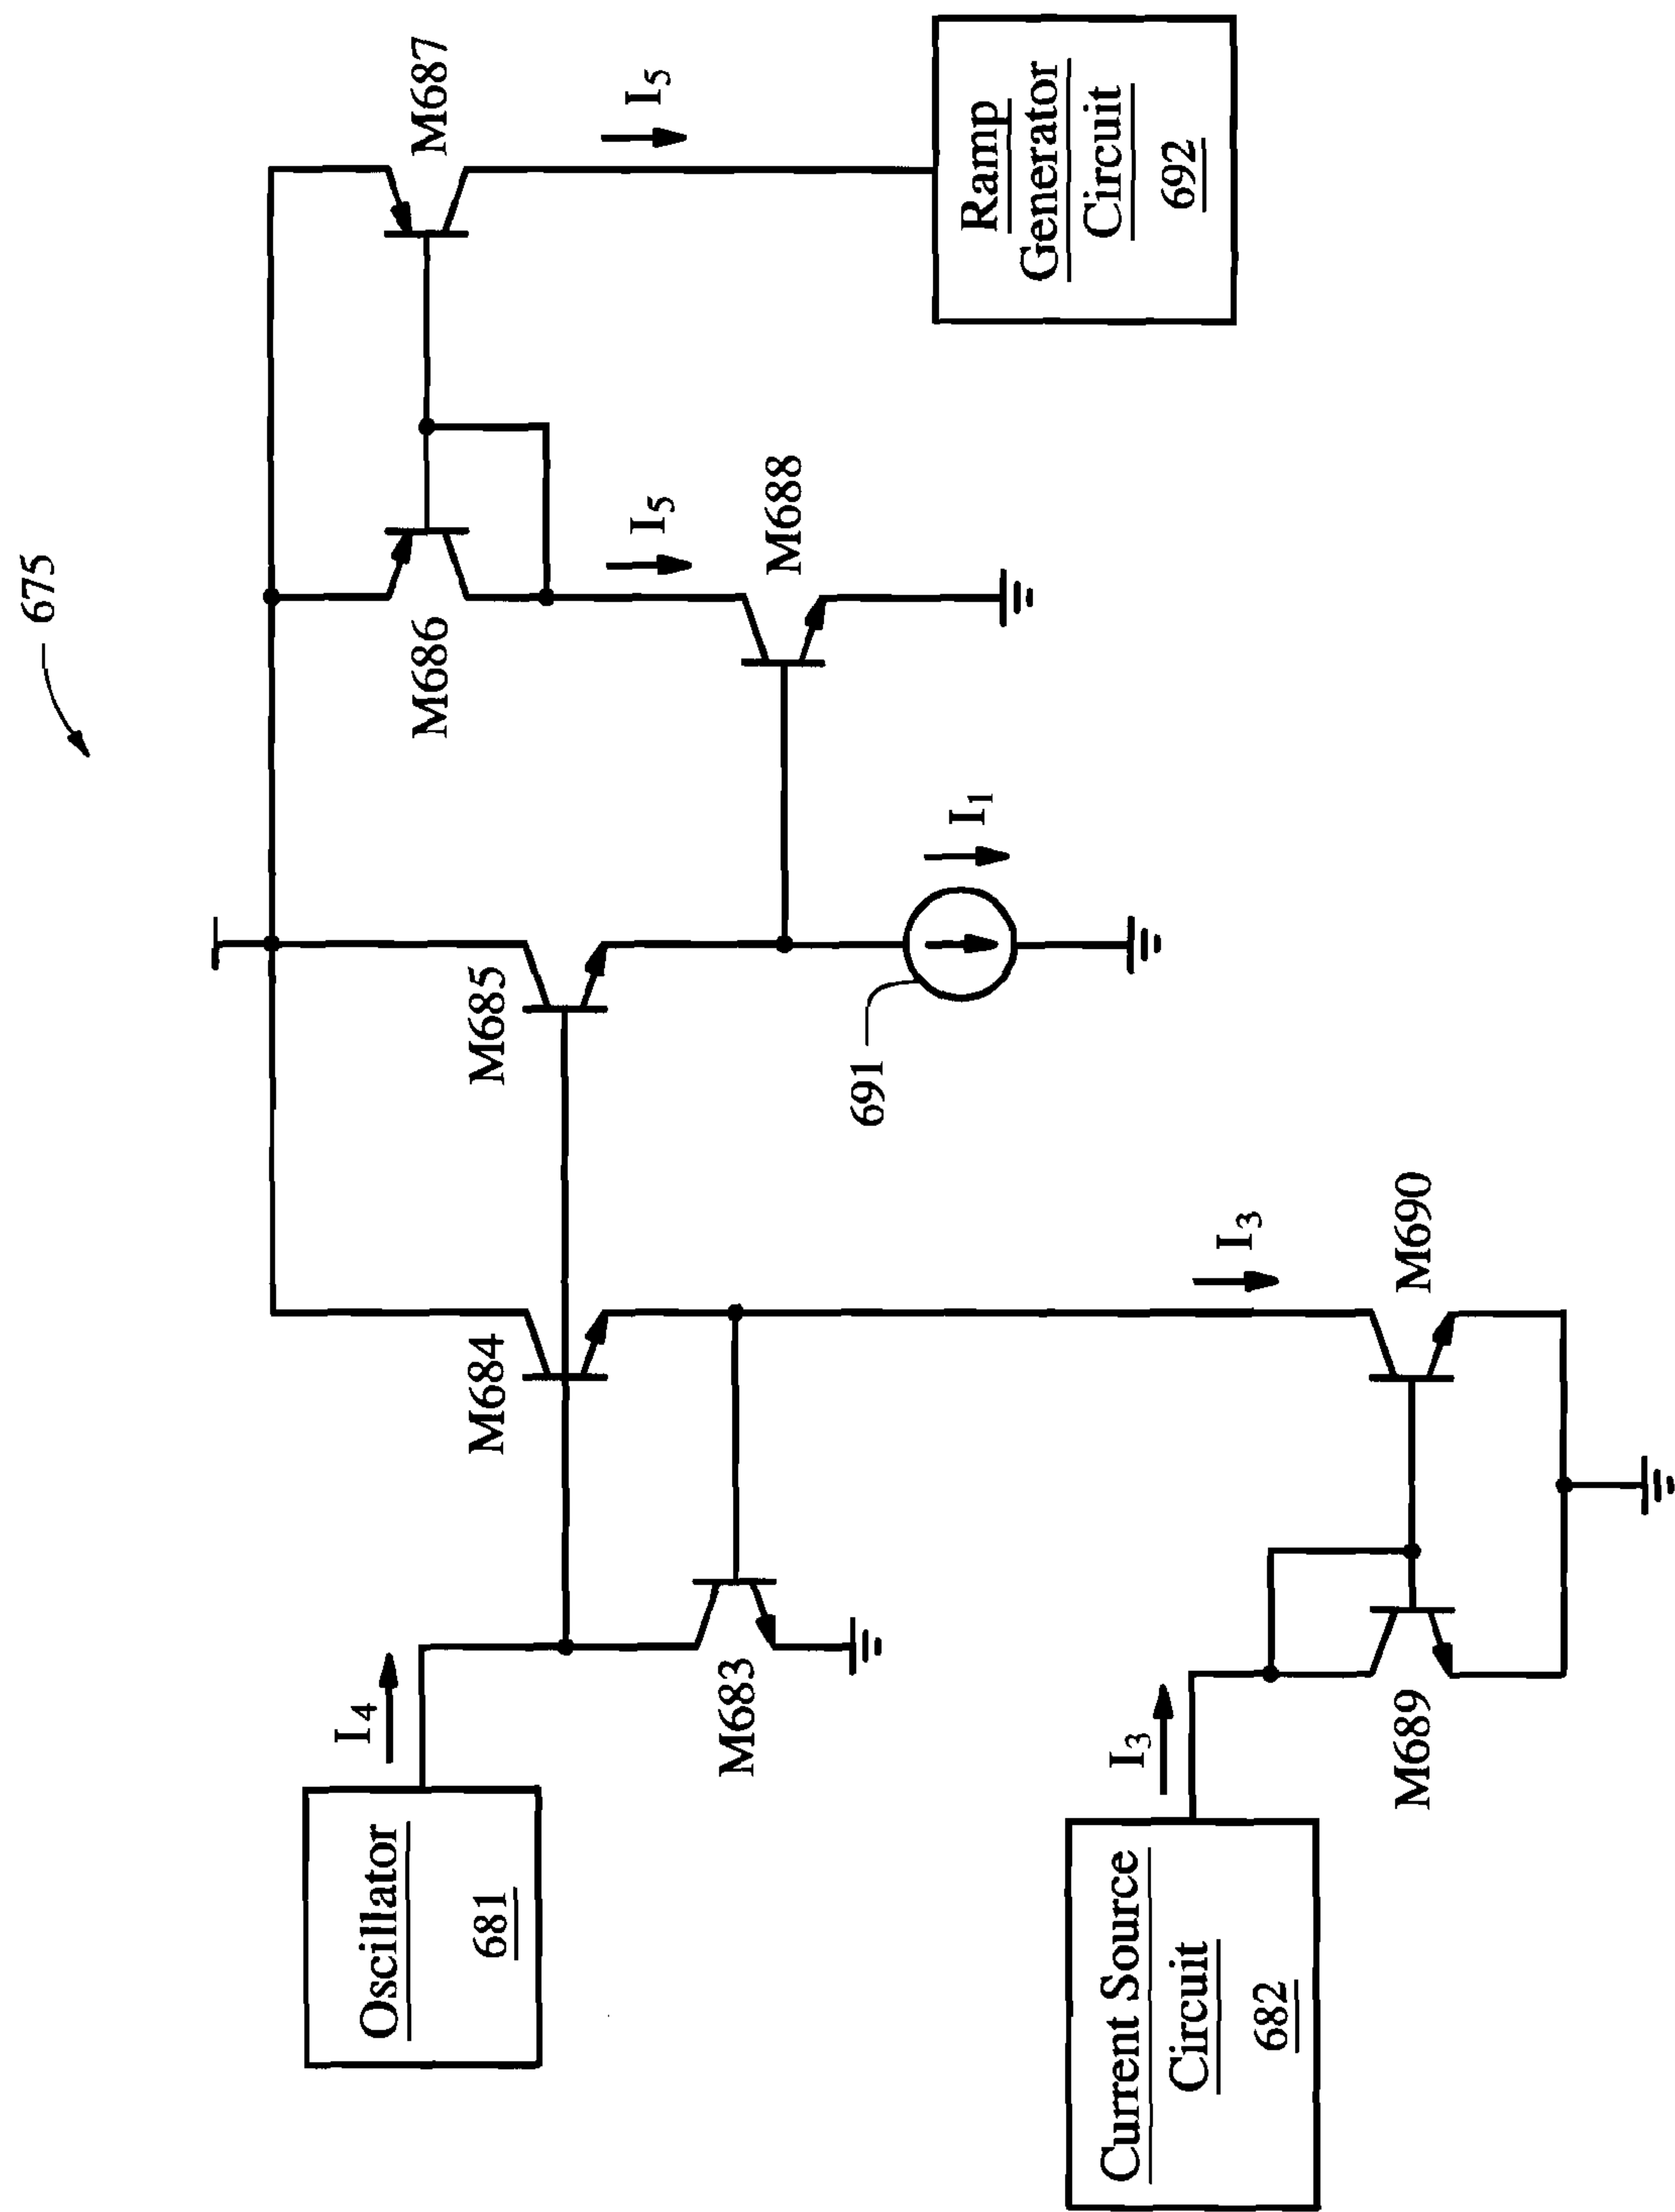 675
Oscillator
681
I4
M683
M684
M685
M686
M687
I5
I5
M688
I1
691
Current Source
Circuit
682
I3
M689
I3
M690
Ramp
Generator
Circuit
692